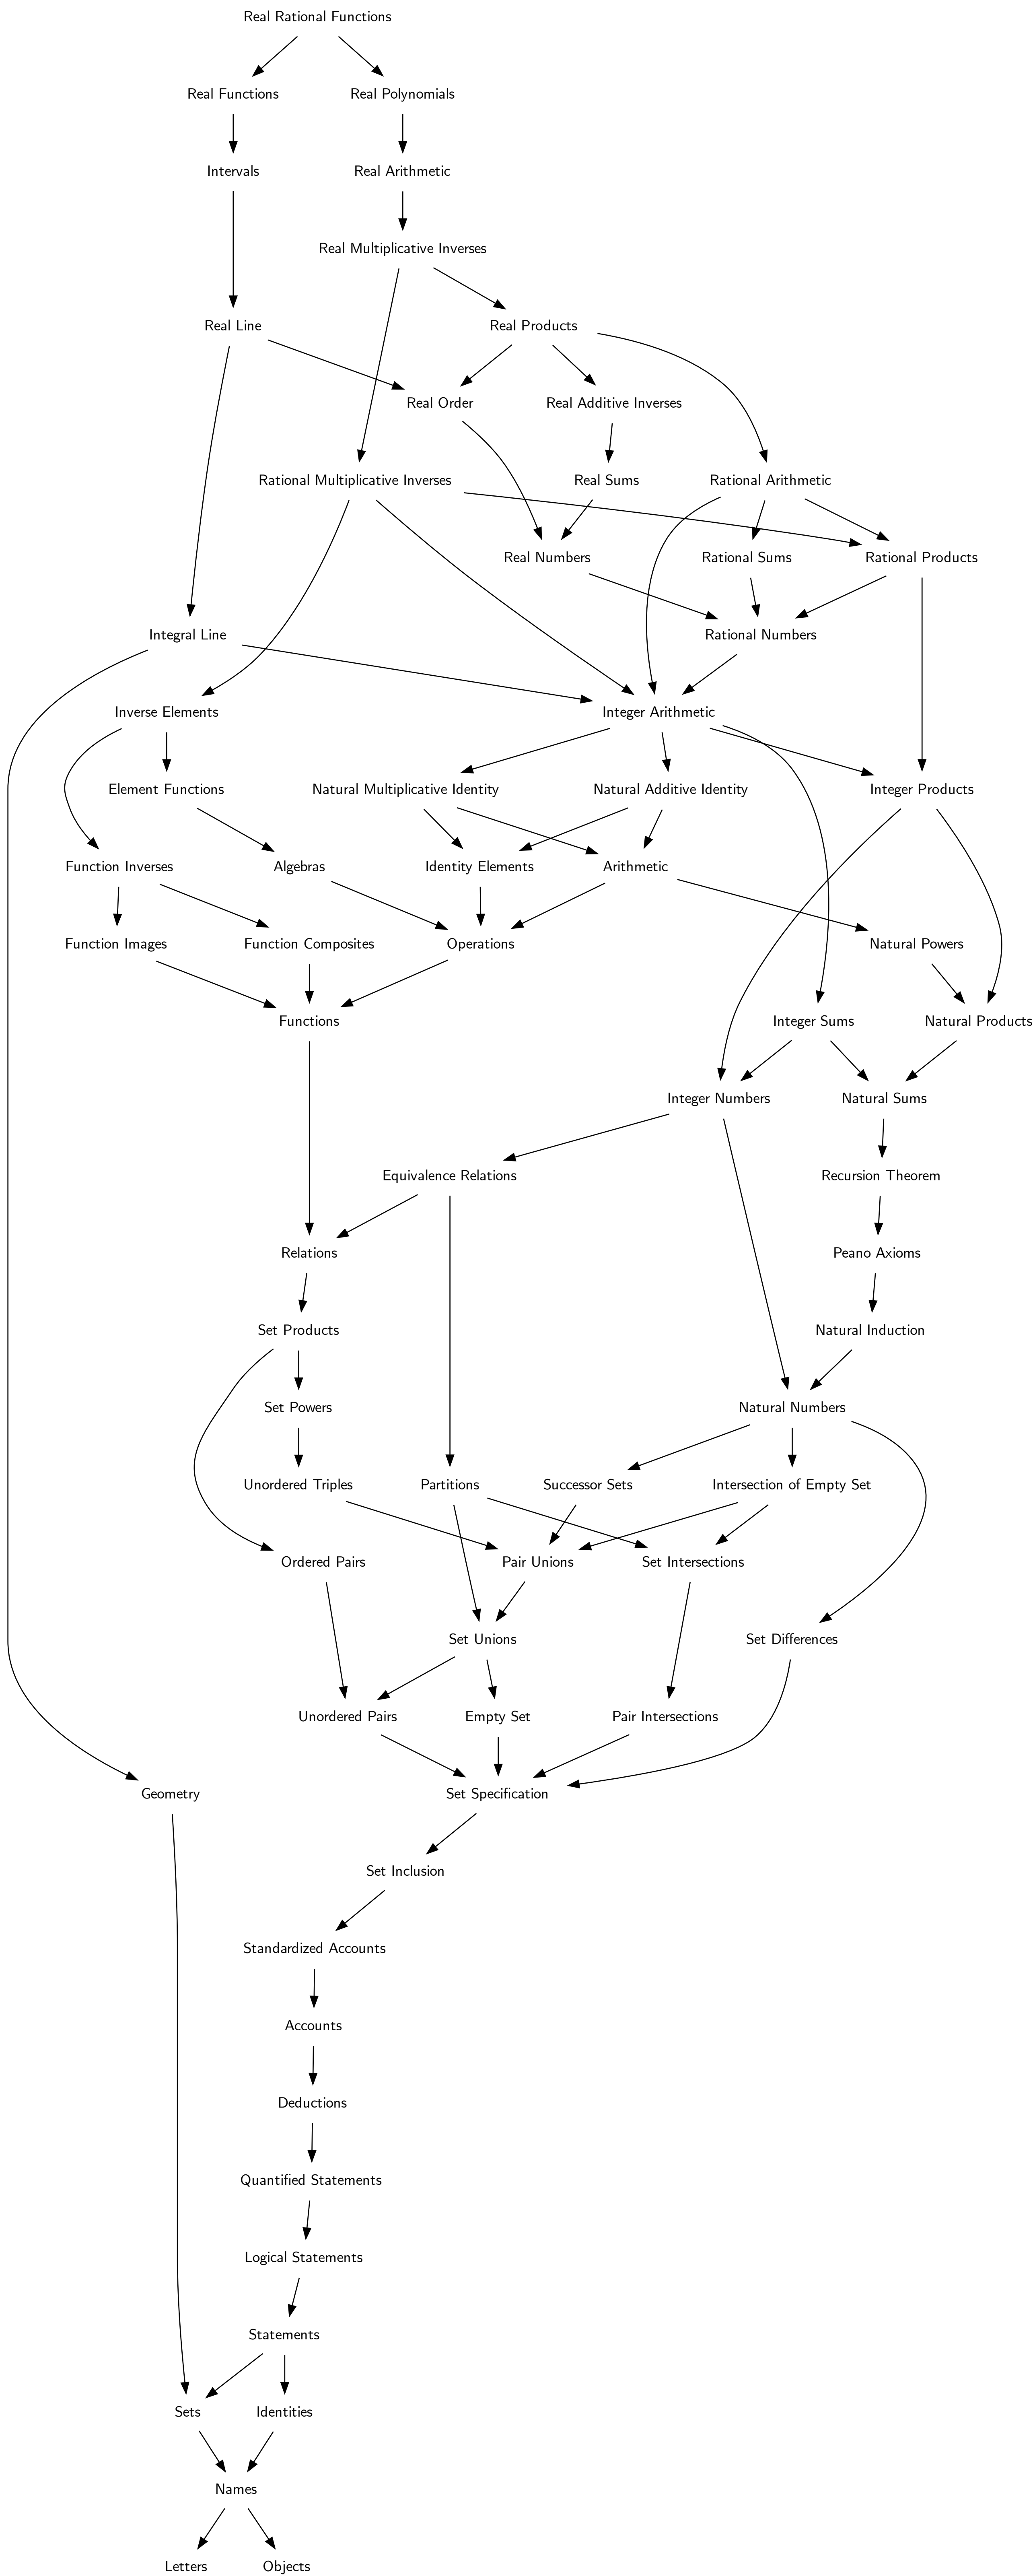 Real Rational Functions
Real Functions
Real Polynomials
Intervals
Real Arithmetic
Real Multiplicative Inverses
Real Line
Real Products
Real Order
Real Additive Inverses
Rational Multiplicative Inverses
Real Sums
Rational Arithmetic
Real Numbers
Rational Sums
Rational Products
Integral Line
Rational Numbers
Inverse Elements
Integer Arithmetic
Element Functions
Natural Multiplicative Identity
Natural Additive Identity
Integer Products
Function Inverses
Algebras
Identity Elements
Arithmetic
Function Images
Function Composites
Operations
Natural Powers
Functions
Integer Sums
Natural Products
Integer Numbers
Natural Sums
Equivalence Relations
Recursion Theorem
Relations
Peano Axioms
Set Products
Natural Induction
Set Powers
Natural Numbers
Unordered Triples
Partitions
Successor Sets
Intersection of Empty Set
Ordered Pairs
Pair Unions
Set Intersections
Set Unions
Set Differences
Unordered Pairs
Empty Set
Pair Intersections
Geometry
Set Specification
Set Inclusion
Standardized Accounts
Accounts
Deductions
Quantified Statements
Logical Statements
Statements
Sets
Identities
Names
Letters
Objects